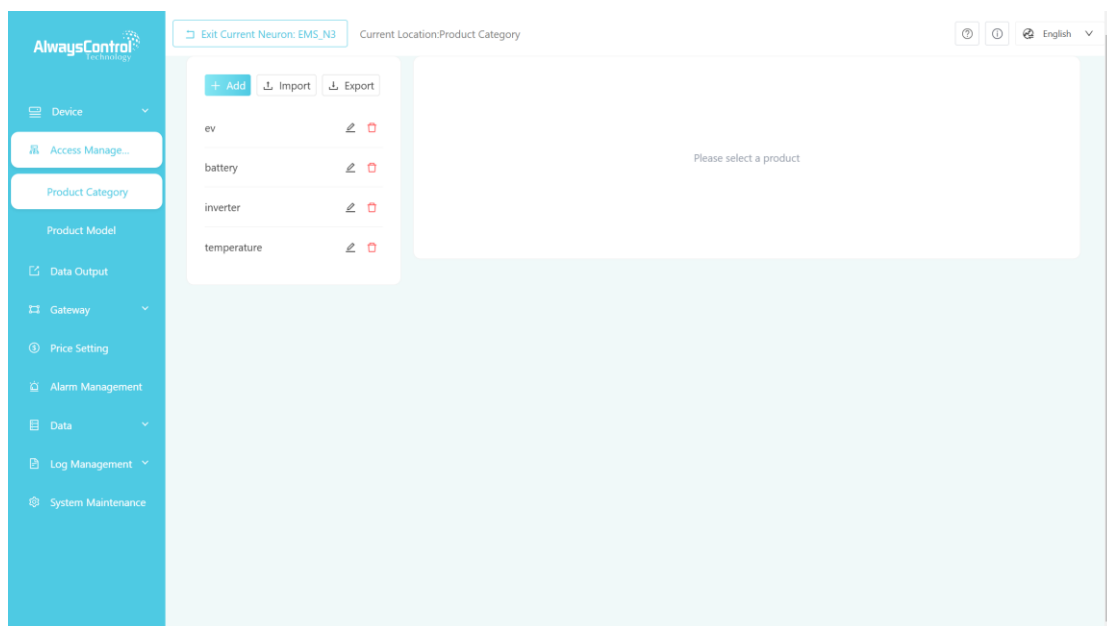 AlwaysControl
Technology
Exit Current Neuron: EMS_N3
Current Location:Product Category
English
Device
Access Manage...
Product Category
Product Model
Data Output
Gateway
Price Setting
Alarm Management
Data
Log Management
System Maintenance
+ Add
Import
Export
ev
battery
inverter
temperature
Please select a product